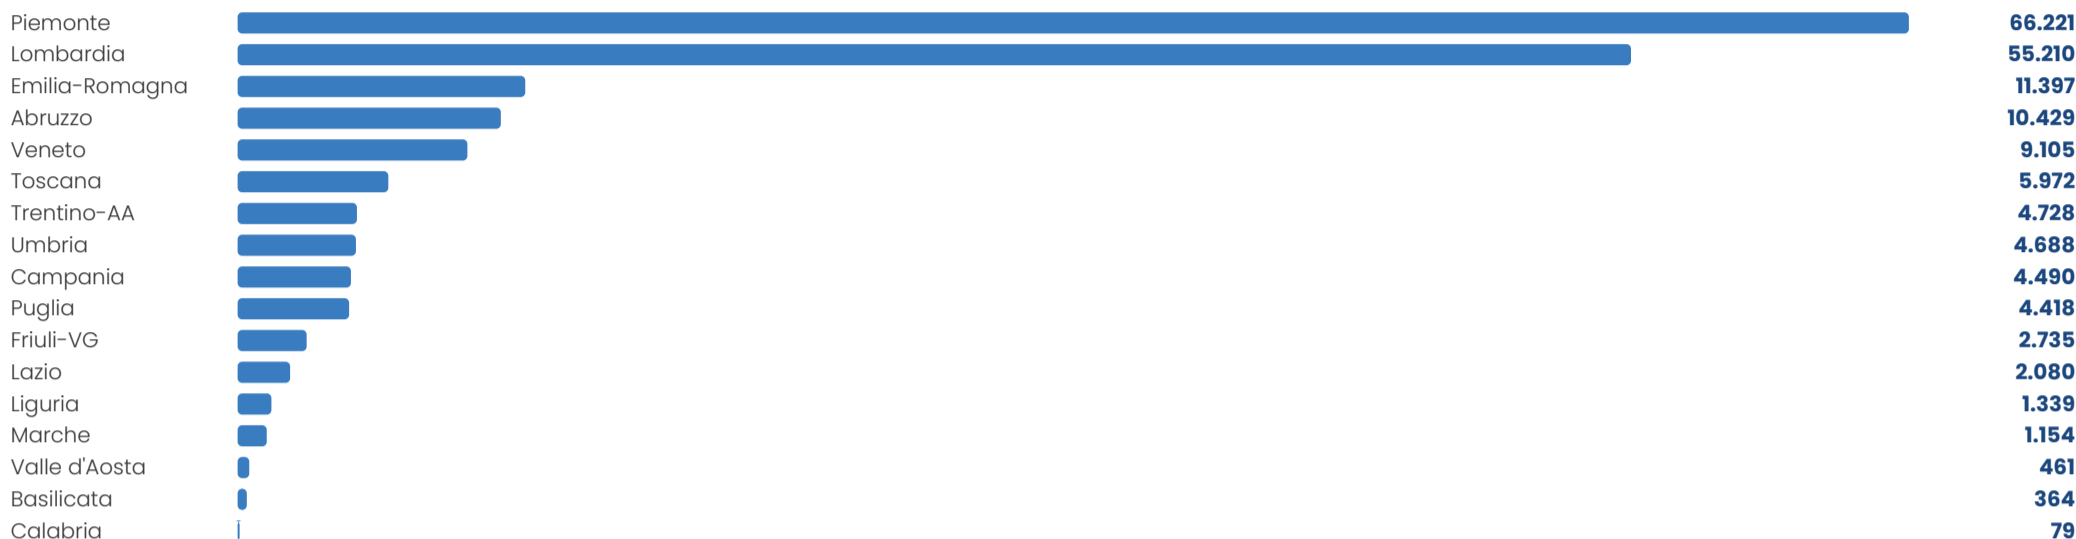 Piemonte 66.221
Lombardia 55.210
Emilia-Romagna 11.397
Abruzzo 10.429
Veneto 9.105
Toscana 5.972
Trentino-AA 4.728
Umbria 4.688
Campania 4.490
Puglia 4.418
Friuli-VG 2.735
Lazio 2.080
Liguria 1.339
Marche 1.154
Valle d'Aosta 461
Basilicata 364
Calabria 79